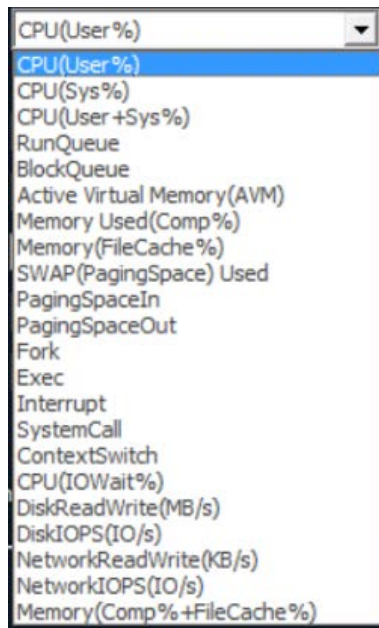 CPU(User%)
CPU(User%)
CPU(Sys%)
CPU(User+Sys%)
RunQueue
BlockQueue
Active Virtual Memory(AVM)
Memory Used(Comp%)
Memory(FileCache%)
SWAP(PagingSpace) Used
PagingSpaceIn
PagingSpaceOut
Fork
Exec
Interrupt
SystemCall
ContextSwitch
CPU(IOWait%)
DiskReadWrite(MB/s)
DiskIOPS(IO/s)
NetworkReadWrite(KB/s)
NetworkIOPS(IO/s)
Memory(Comp%+FileCache%)